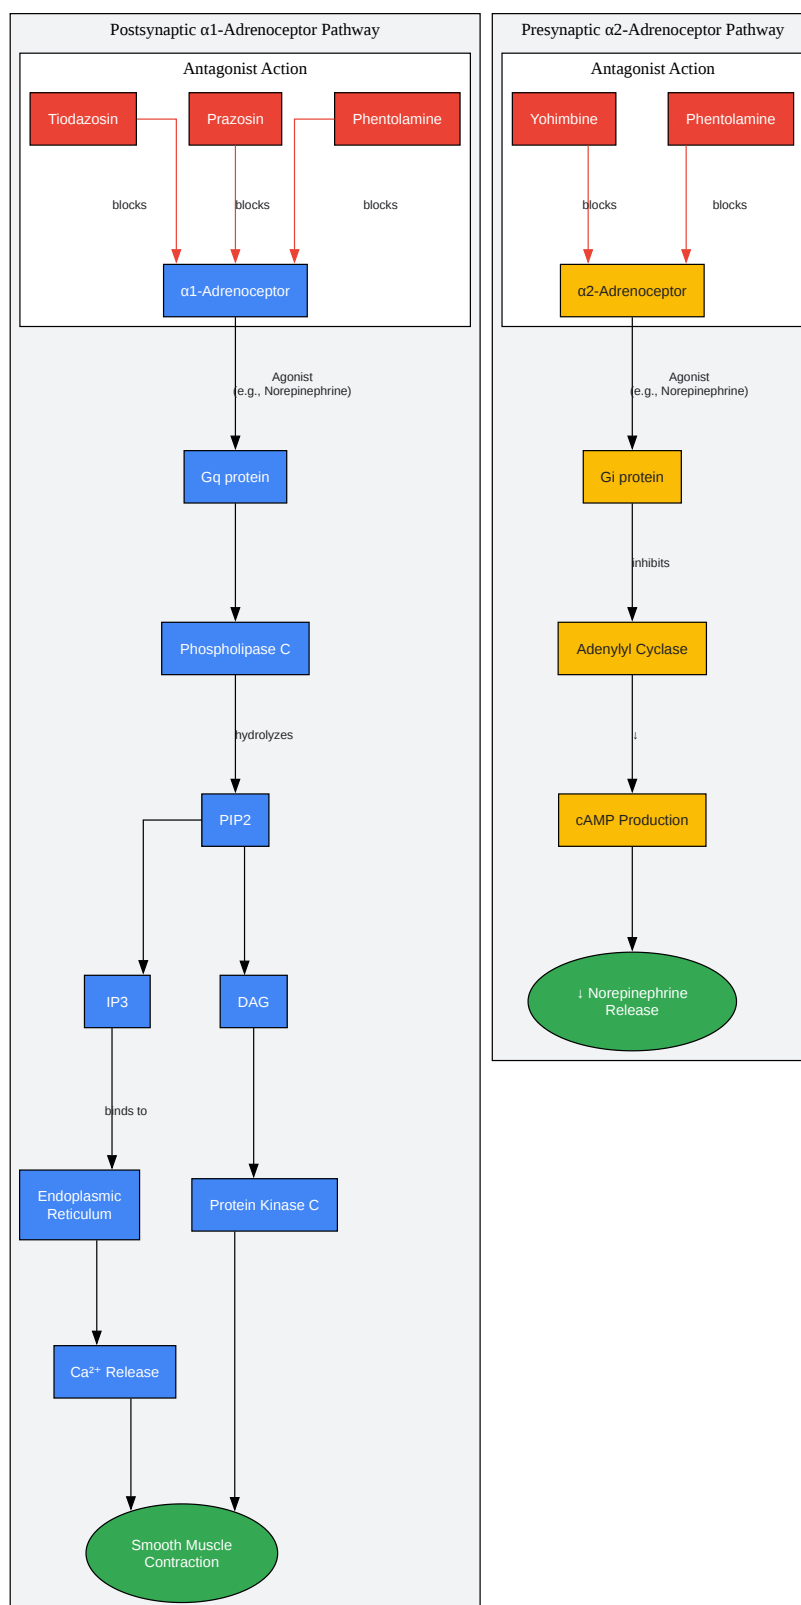 Postsynaptic α1-Adrenoceptor Pathway
Antagonist Action
Tiodazosin
Prazosin
Phentolamine
blocks
blocks
blocks
α1-Adrenoceptor
Agonist
(e.g., Norepinephrine)
Gq protein
Phospholipase C
hydrolyzes
PIP2
IP3
DAG
binds to
Endoplasmic
Reticulum
Protein Kinase C
Ca²⁺ Release
Smooth Muscle
Contraction
Presynaptic α2-Adrenoceptor Pathway
Antagonist Action
Yohimbine
Phentolamine
blocks
blocks
α2-Adrenoceptor
Agonist
(e.g., Norepinephrine)
Gi protein
inhibits
Adenylyl Cyclase
↓
cAMP Production
↓ Norepinephrine
Release